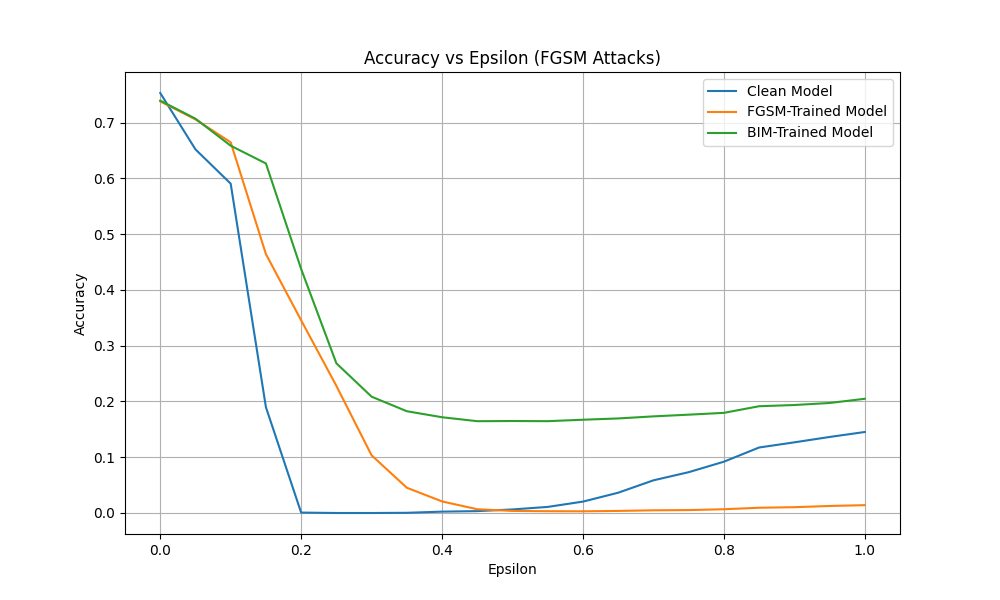 Accuracy vs Epsilon (FGSM Attacks)
Clean Model
FGSM-Trained Model
BIM-Trained Model
Accuracy
0.7
0.6
0.5
0.4
0.3
0.2
0.1
0.0
0.0 0.2 0.4 0.6 0.8 1.0
Epsilon